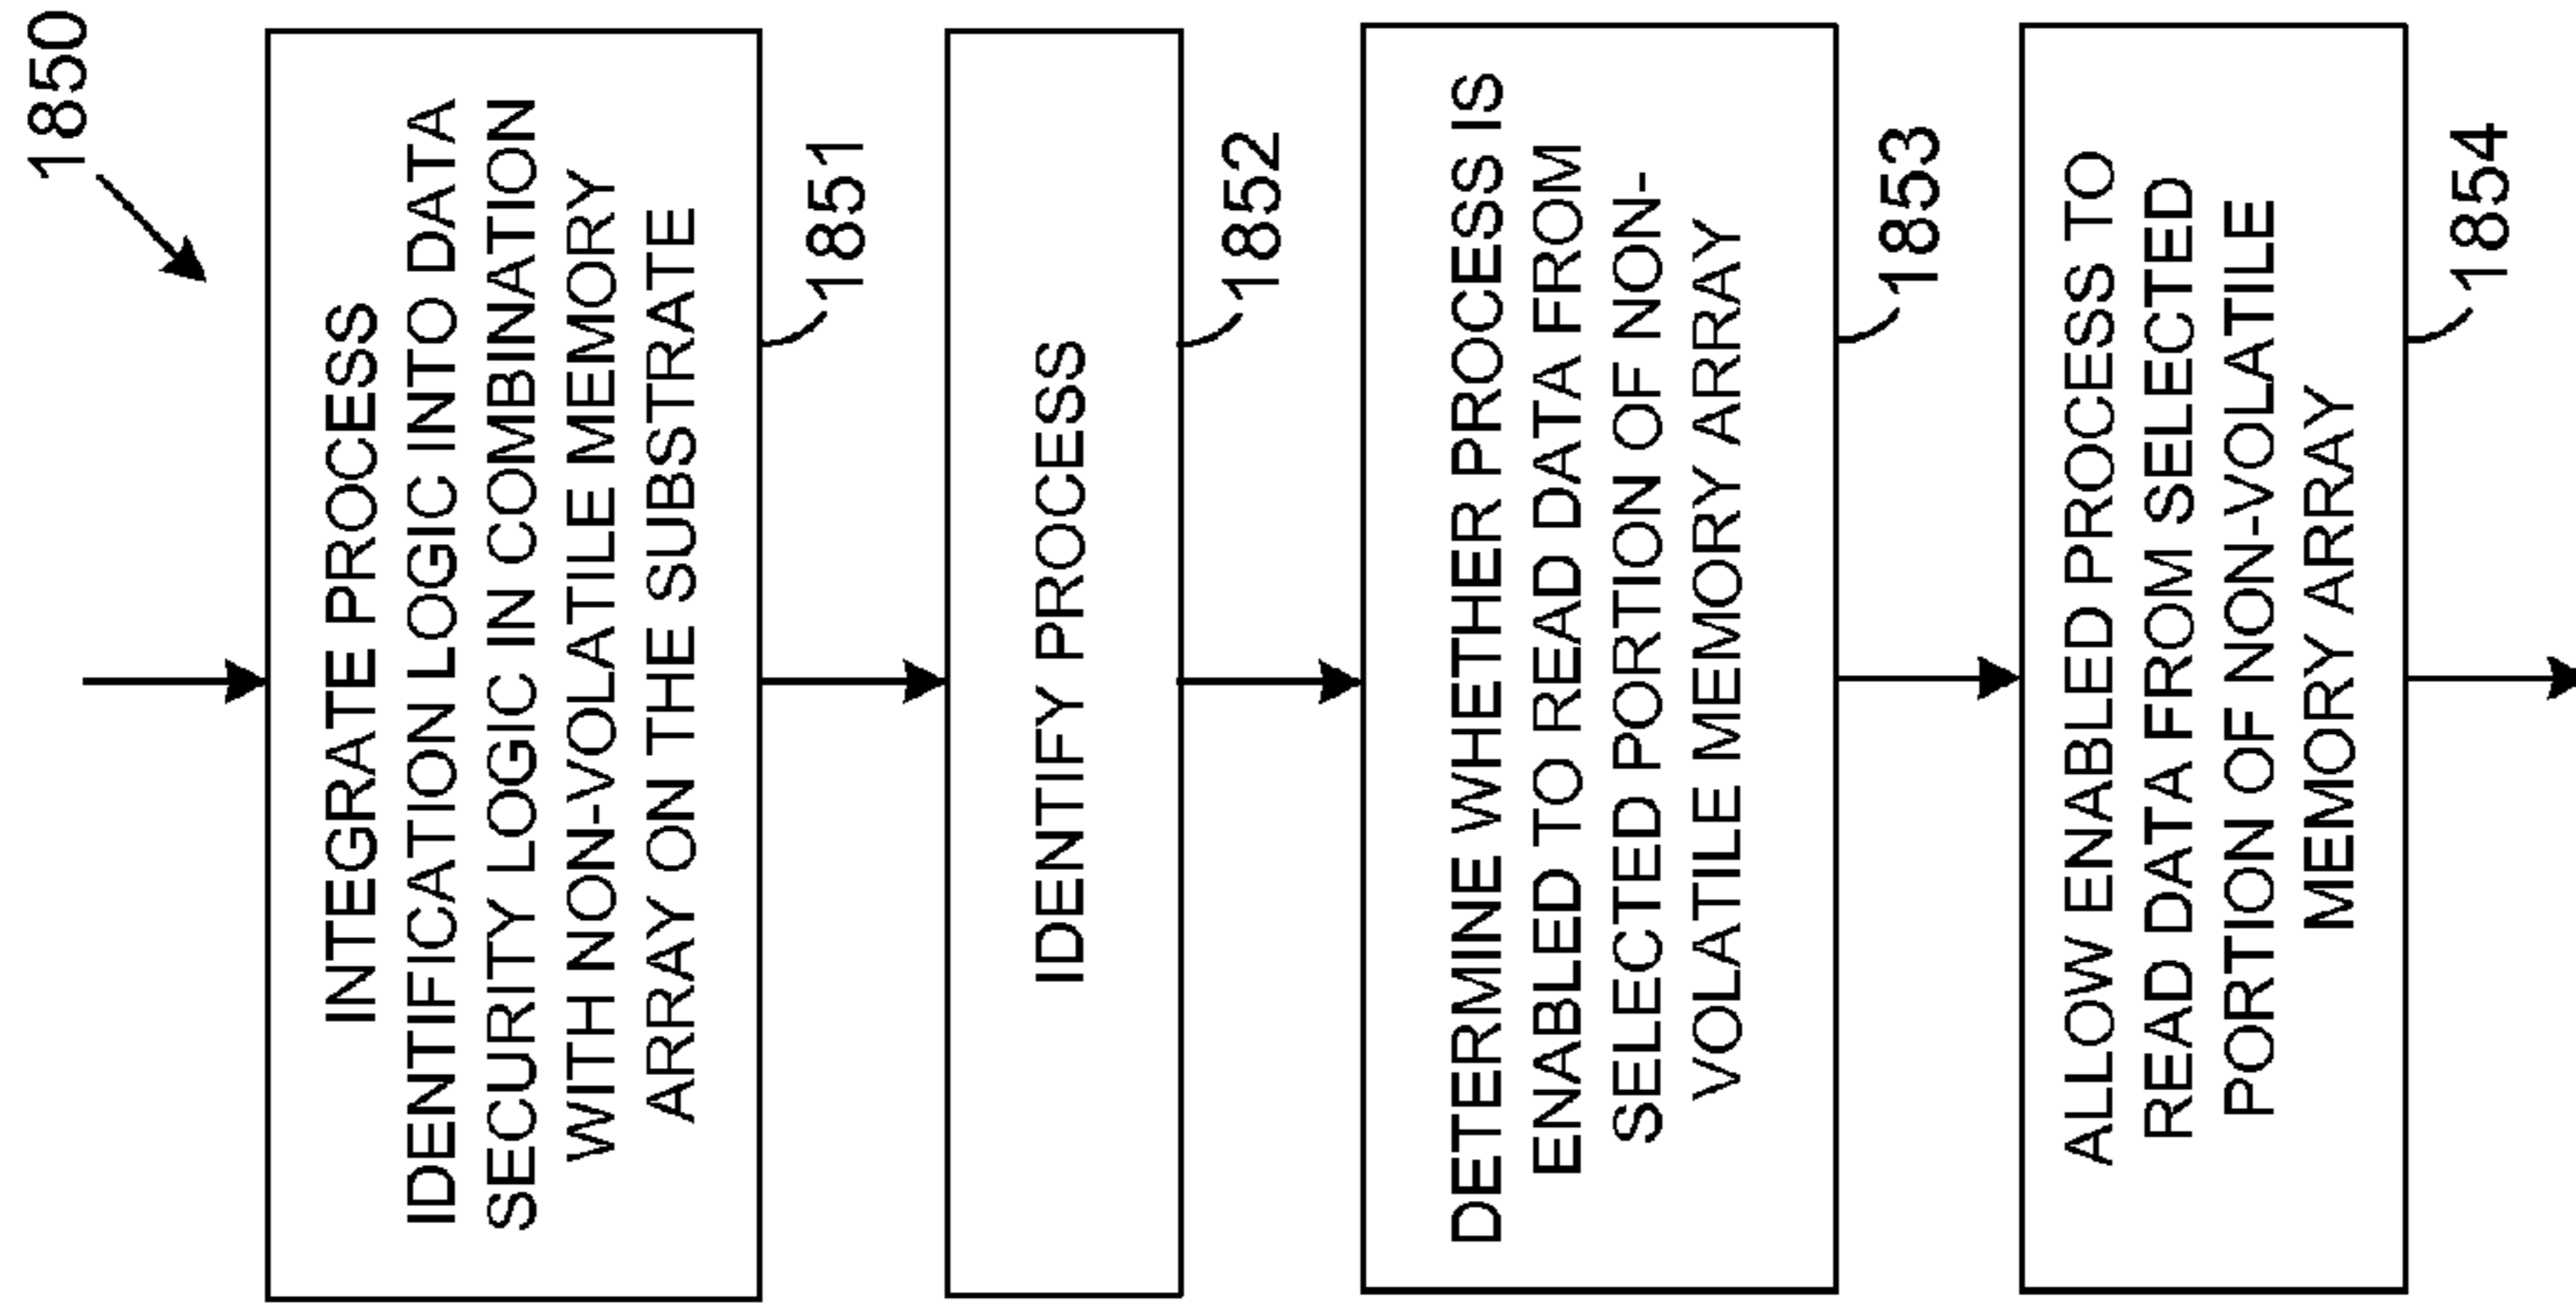 1850
INTEGRATE PROCESS
IDENTIFICATION LOGIC INTO DATA
SECURITY LOGIC IN COMBINATION
WITH NON-VOLATILE MEMORY
ARRAY ON THE SUBSTRATE
1851
IDENTIFY PROCESS
1852
DETERMINE WHETHER PROCESS IS
ENABLED TO READ DATA FROM
SELECTED PORTION OF NON-
VOLATILE MEMORY ARRAY
1853
ALLOW ENABLED PROCESS TO
READ DATA FROM SELECTED
PORTION OF NON-VOLATILE
MEMORY ARRAY
1854